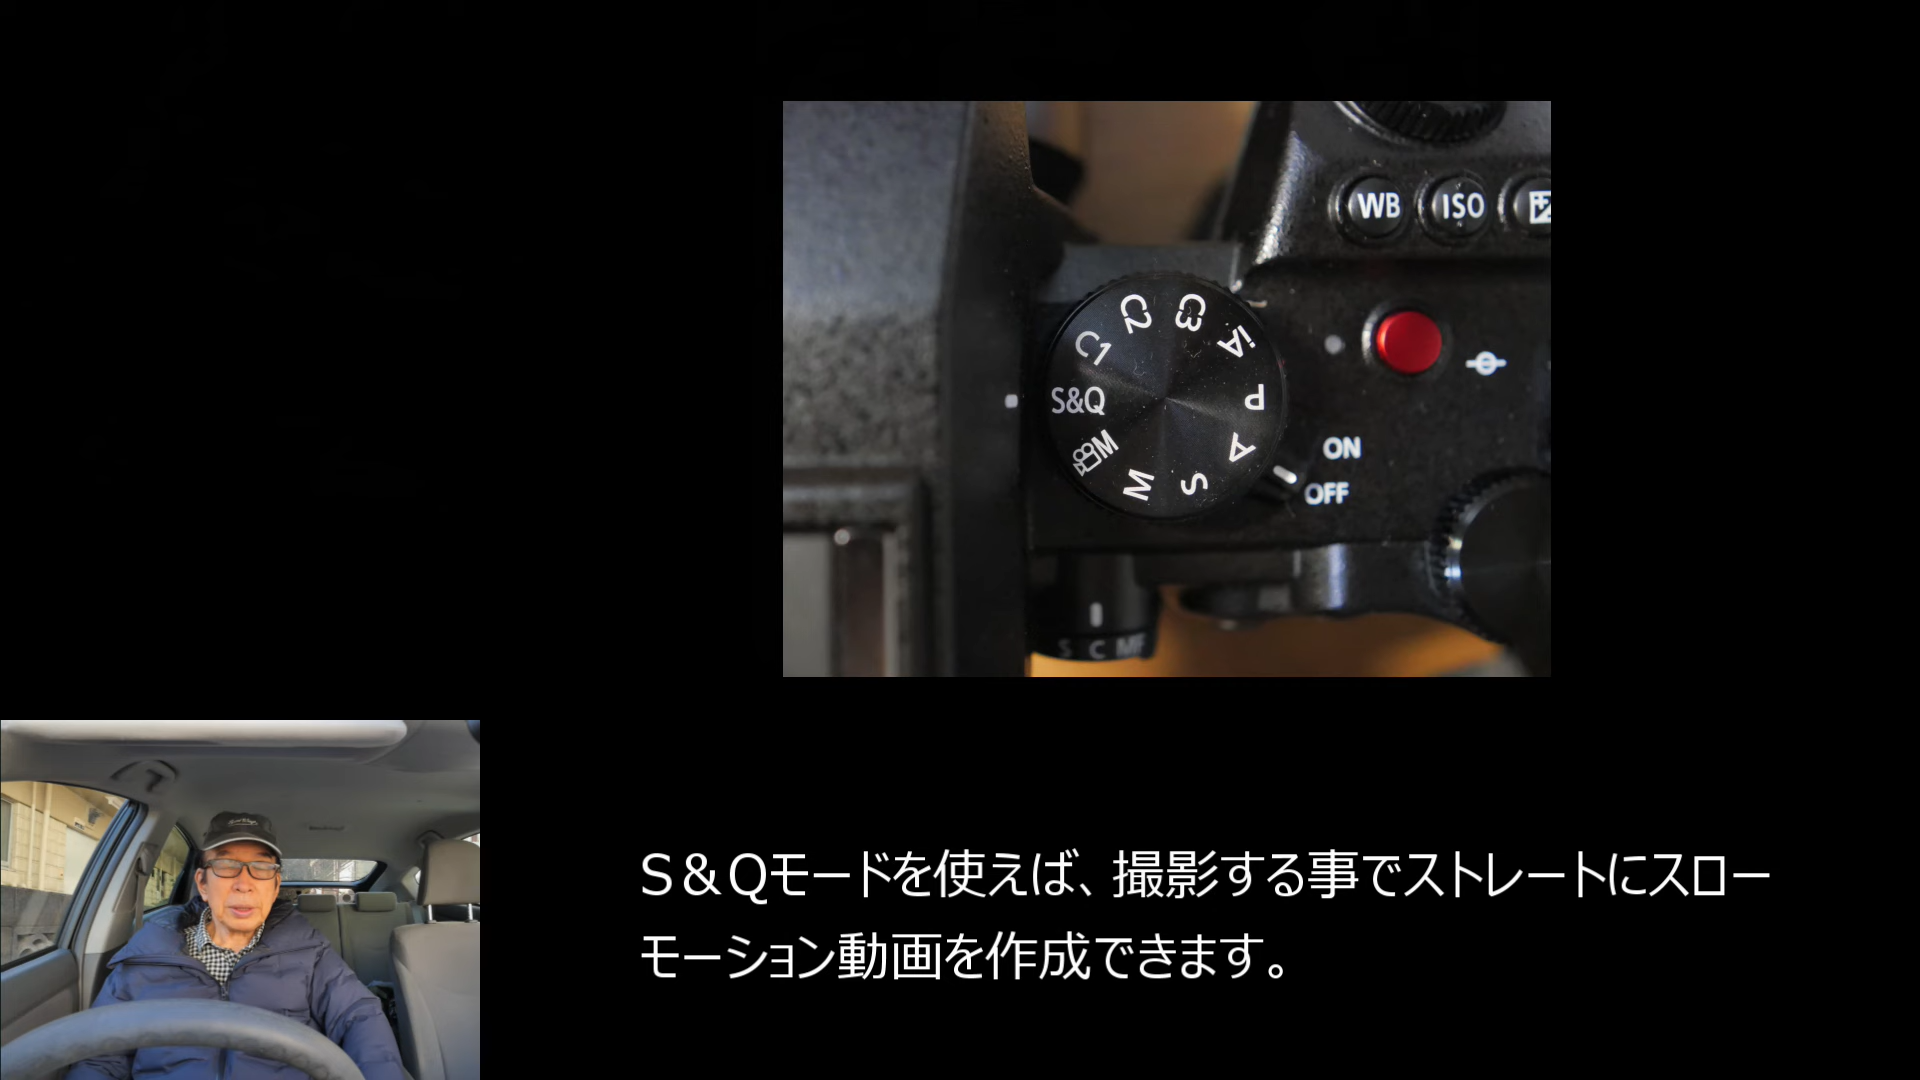 WB ISO
C2 C3
C1 iA
S&Q P
M A
M S
ON
OFF
S C MF
S&Qモードを使えば、撮影する事でストレートにスロー
モーション動画を作成できます。